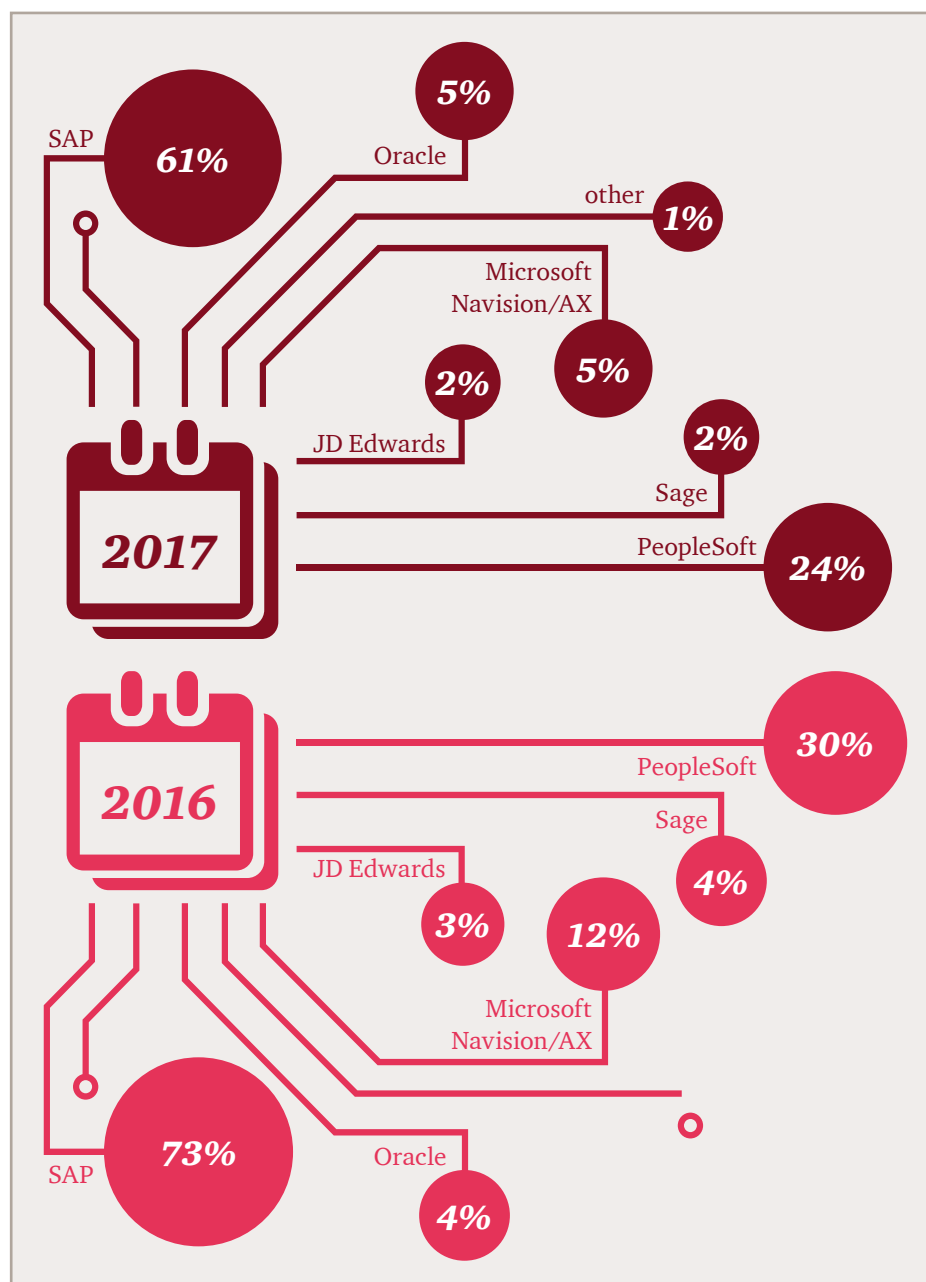 5%
SAP
61%
Oracle
other
1%
Microsoft
Navision/AX
2%
5%
JD Edwards
2%
Sage
2017
PeopleSoft
24%
30%
PeopleSoft
2016
Sage
JD Edwards
4%
3%
12%
Microsoft
Navision/AX
73%
Oracle
SAP
4%